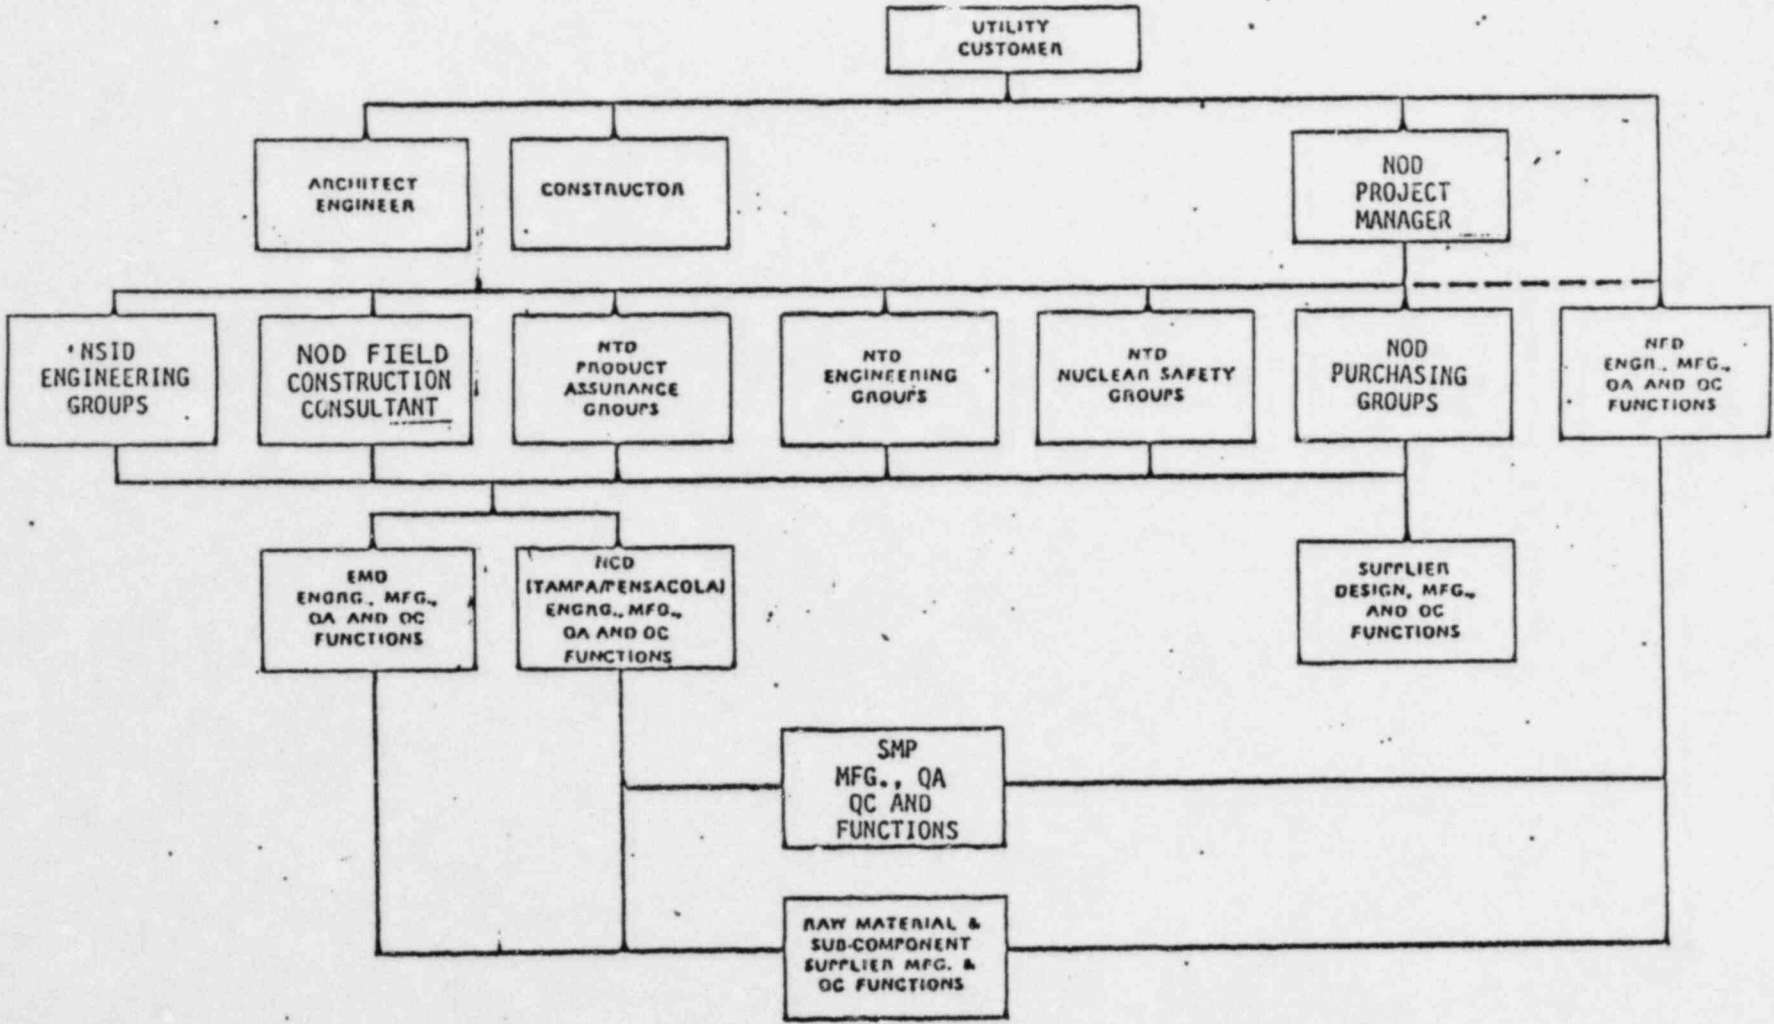 UTILITY
CUSTOMER
ARCHITECT
ENGINEER
CONSTRUCTOR
NOD
PROJECT
MANAGER
NSID
ENGINEERING
GROUPS
NOD FIELD
CONSTRUCTION
CONSULTANT
NTD
PRODUCT
ASSURANCE
GROUPS
NTD
ENGINEERING
GROUPS
NTD
NUCLEAR SAFETY
GROUPS
NOD
PURCHASING
GROUPS
NFD
ENGR., MFG.,
QA AND QC
FUNCTIONS
EMD
ENGRG., MFG.,
QA AND QC
FUNCTIONS
NCD
(TAMPA/PENSACOLA)
ENGRG., MFG.,
QA AND QC
FUNCTIONS
SUPPLIER
DESIGN, MFG.,
AND QC
FUNCTIONS
SMP
MFG., QA
QC AND
FUNCTIONS
RAW MATERIAL &
SUB-COMPONENT
SUPPLIER MFG. &
QC FUNCTIONS